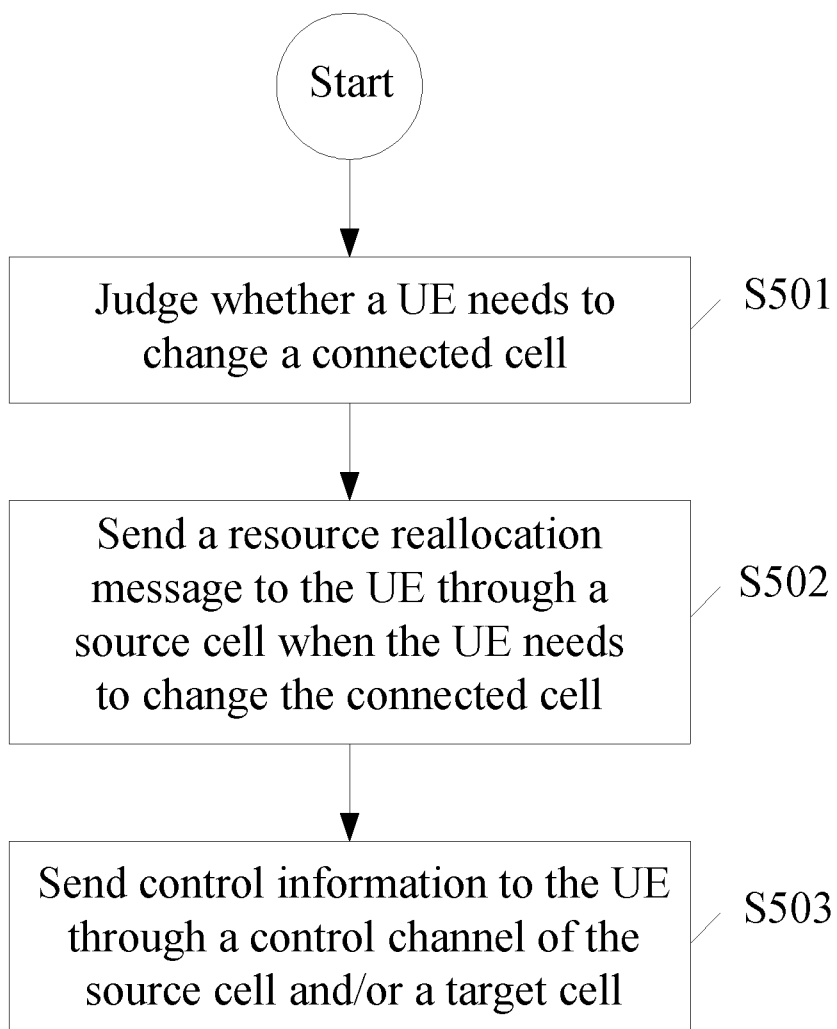 Start
Judge whether a UE needs to
change a connected cell
S501
Send a resource reallocation
message to the UE through a
source cell when the UE needs
to change the connected cell
S502
Send control information to the UE
through a control channel of the
source cell and/or a target cell
S503